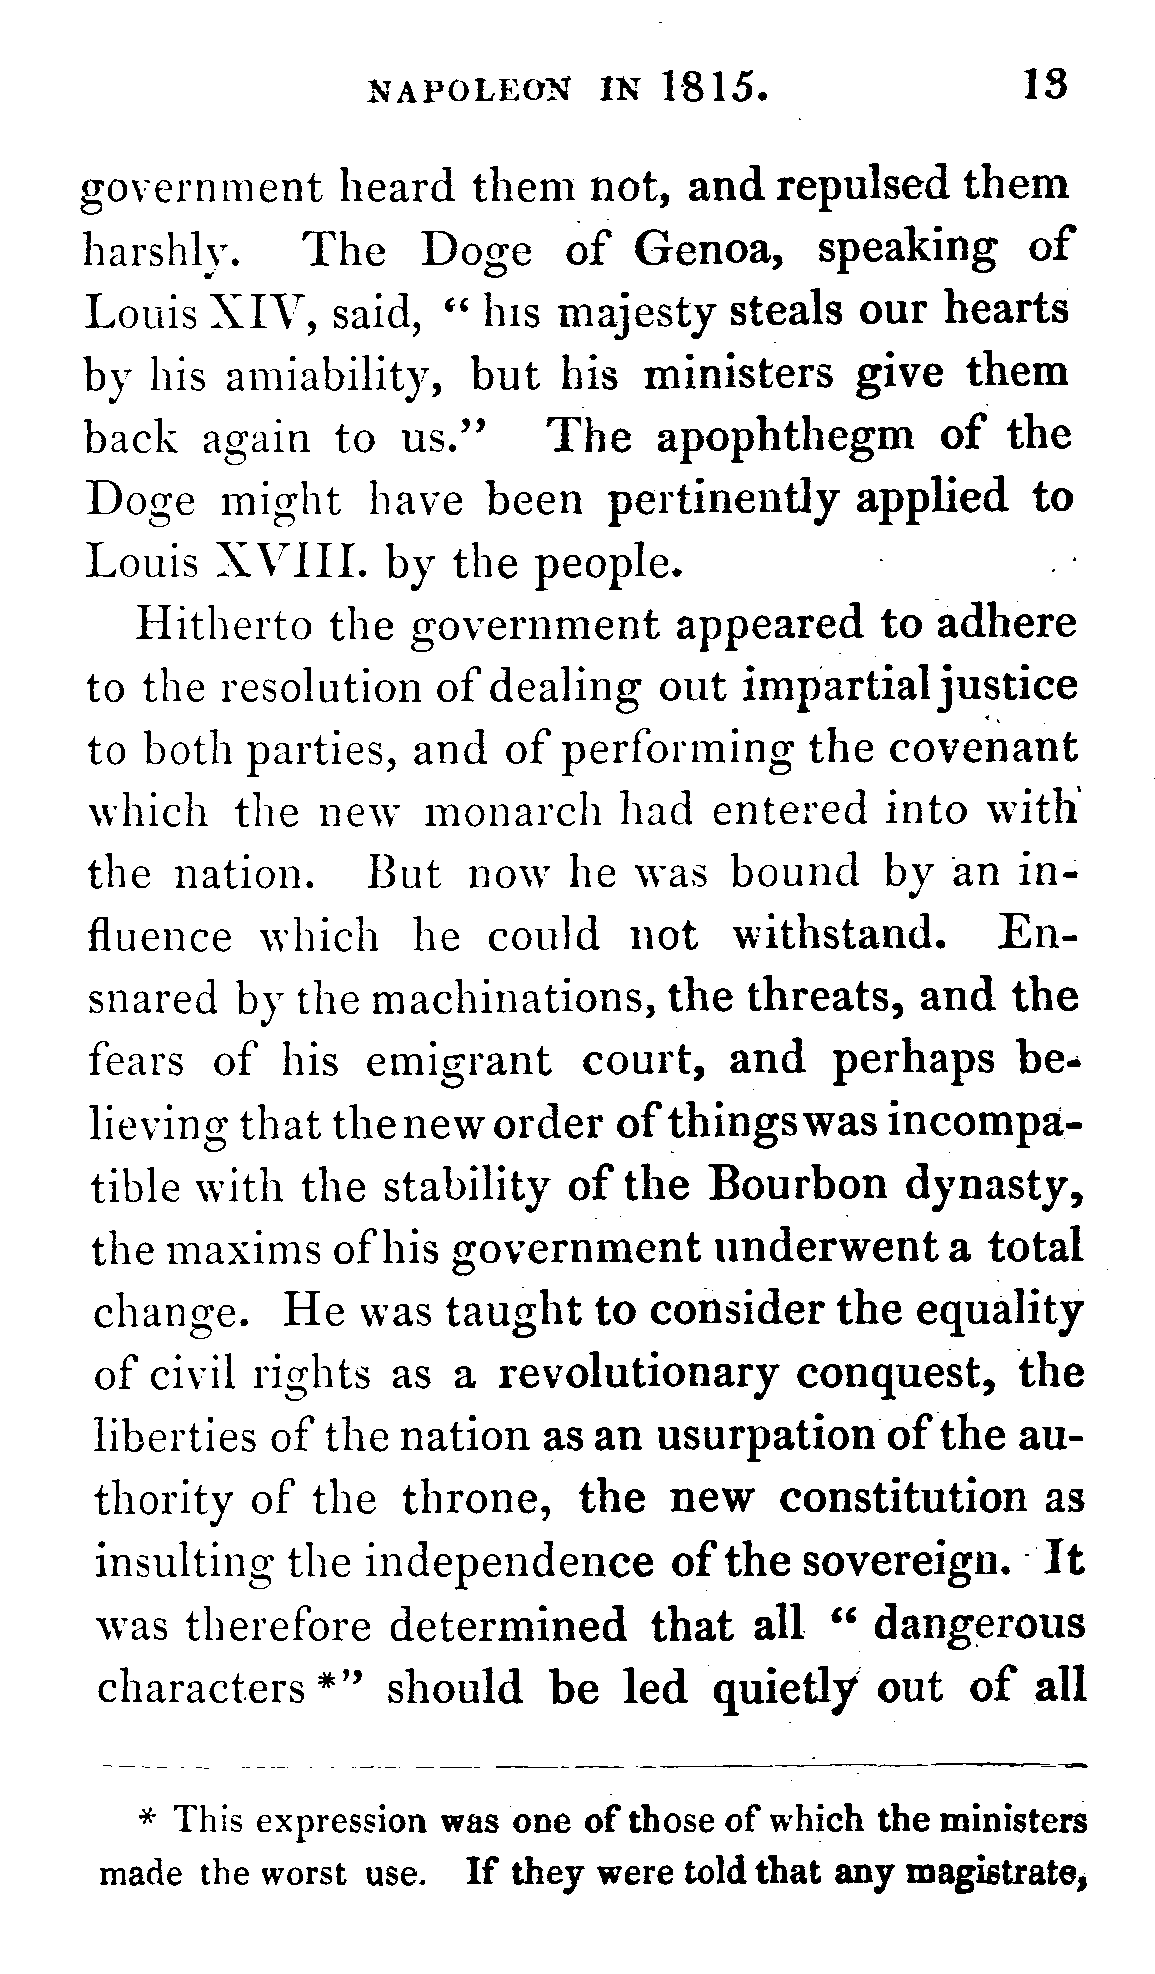 NAPOLEON IN 1815. 13
government heard them not, and repulsed them
harshly. The Doge of Genoa, speaking of
Louis XIV, said, “ his majesty steals our hearts
by his amiability, but his ministers give them
back again to us.” The apophthegm of the
Doge might have been pertinently applied to
Louis XVIII. by the people.
Hitherto the government appeared to adhere
to the resolution of dealing out impartial justice
to both parties, and of performing the covenant
which the new monarch had entered into with
the nation. But now he was bound by an in-
fluence which he could not withstand. En-
snared by the machinations, the threats, and the
fears of his emigrant court, and perhaps be-
lieving that the new order of things was incompa-
tible with the stability of the Bourbon dynasty,
the maxims of his government underwent a total
change. He was taught to consider the equality
of civil rights as a revolutionary conquest, the
liberties of the nation as an usurpation of the au-
thority of the throne, the new constitution as
insulting the independence of the sovereign. It
was therefore determined that all “ dangerous
characters *” should be led quietly out of all
* This expression was one of those of which the ministers
made the worst use. If they were told that any magistrate,